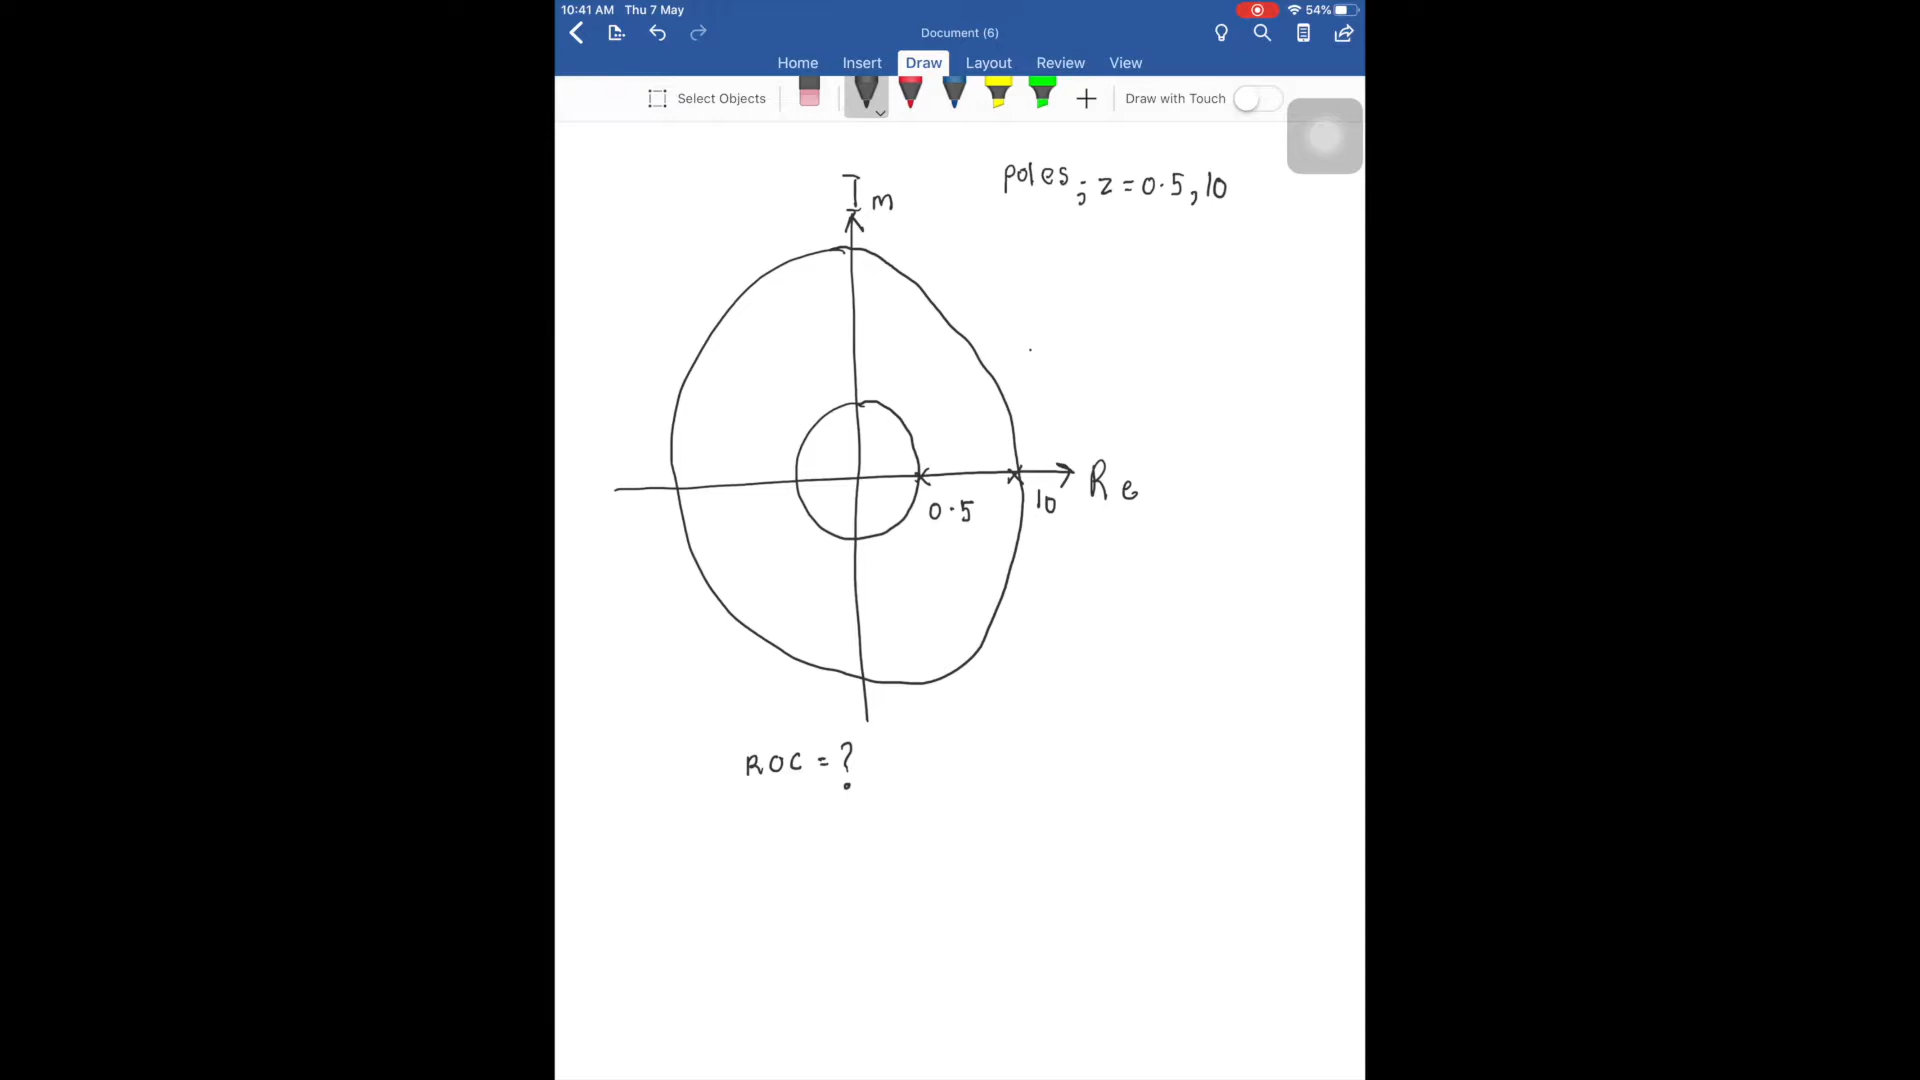 10:41 AM Thu 7 May
54%
Document (6)
Home Insert Draw Layout Review View
Select Objects
Draw with Touch
poles ; z = 0.5, 10
Im
Re
0.5
10
ROC = ?